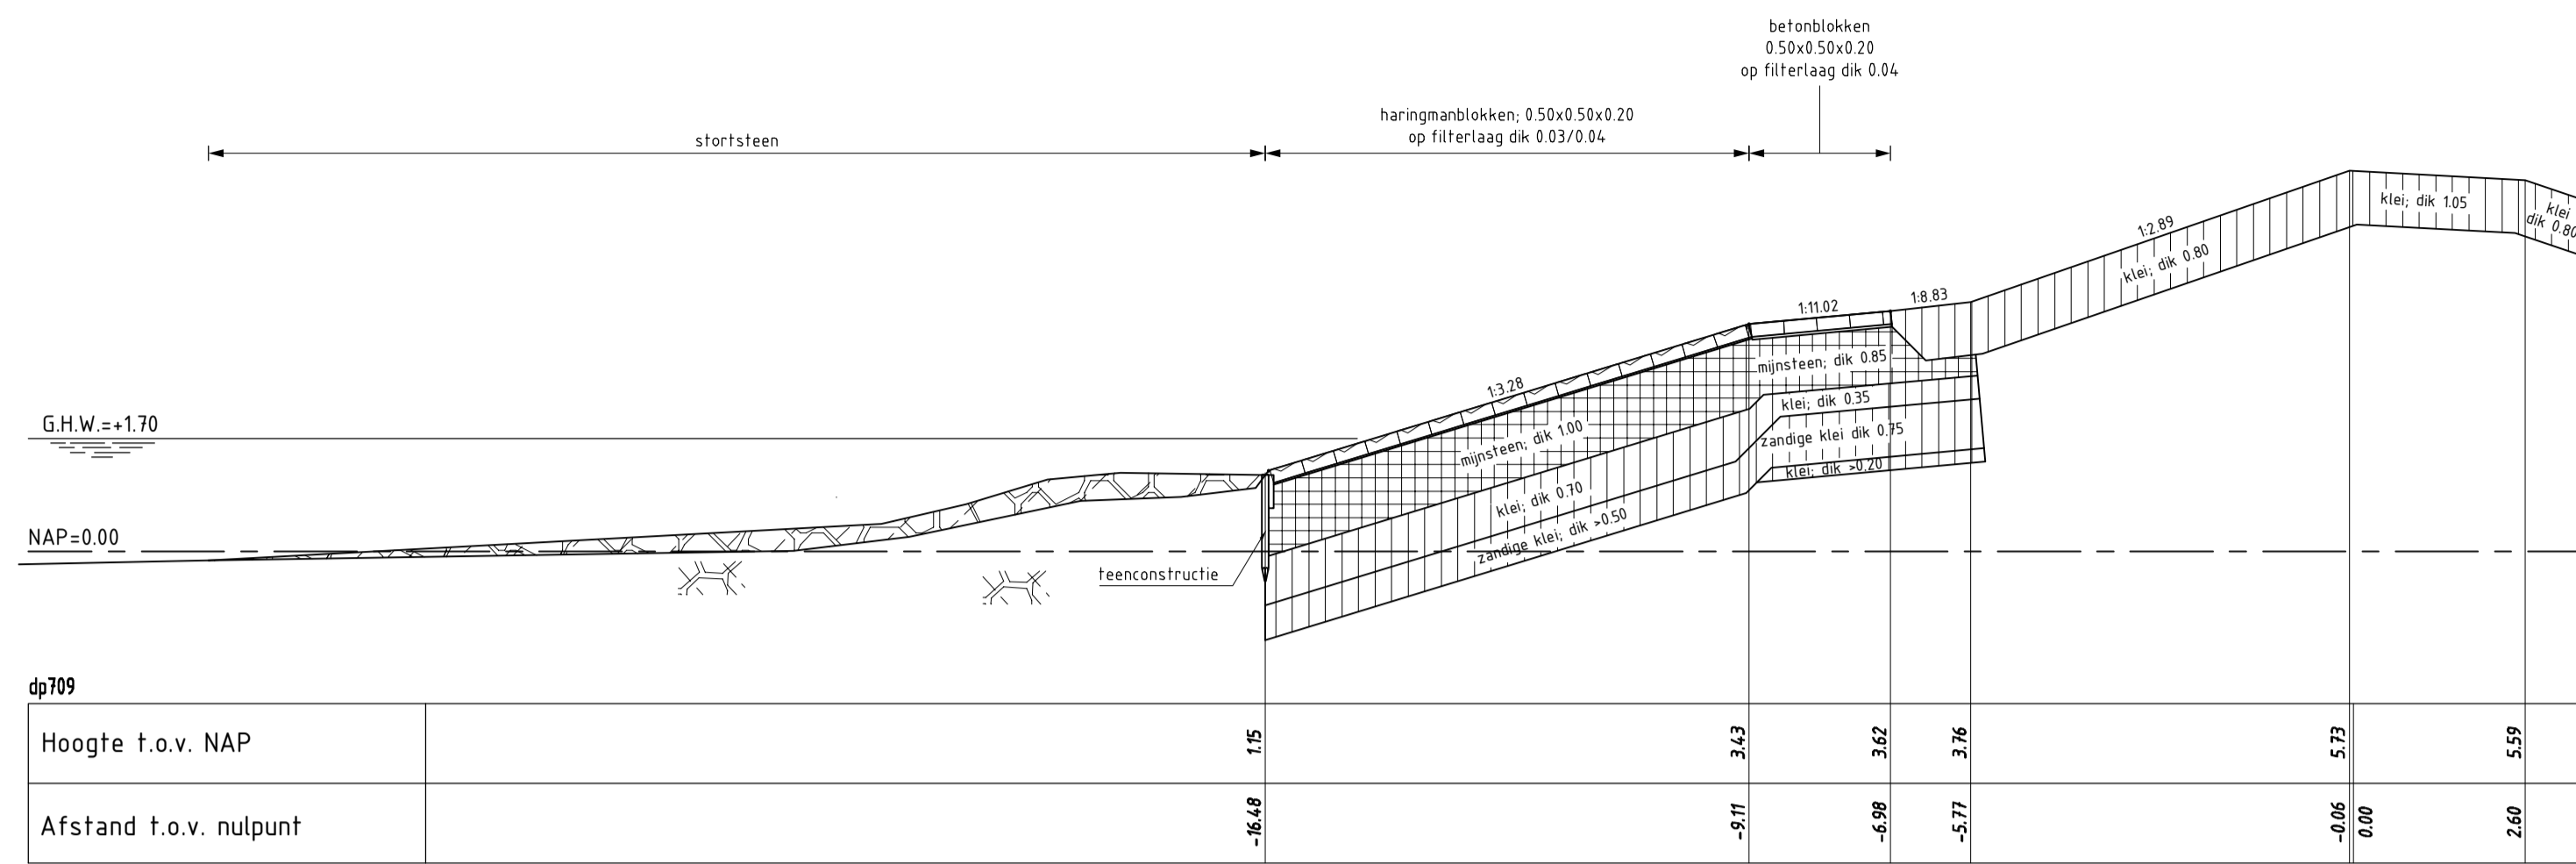 betonblokken
0.50x0.50x0.20
op filterlaag dik 0.04
haringmanblokken; 0.50x0.50x0.20
op filterlaag dik 0.03/0.04
stortsteen
1:2.89
klei; dik 1.05
klei
dik 0.80
klei; dik 0.80
1:8.83
1:11.02
mijnsteen; dik 0.85
1:3.28
klei; dik 0.35
G.H.W.=+1.70
mijnsteen; dik 1.00
zandige klei dik 0.75
klei; dik >0.20
klei; dik 0.70
zandige klei; dik >0.50
NAP=0.00
teenconstructie
dp709
Hoogte t.o.v. NAP
1.15
3.43
3.62
3.76
5.73
5.59
Afstand t.o.v. nulpunt
-16.48
-9.11
-6.98
-5.77
-0.06
0.00
2.60